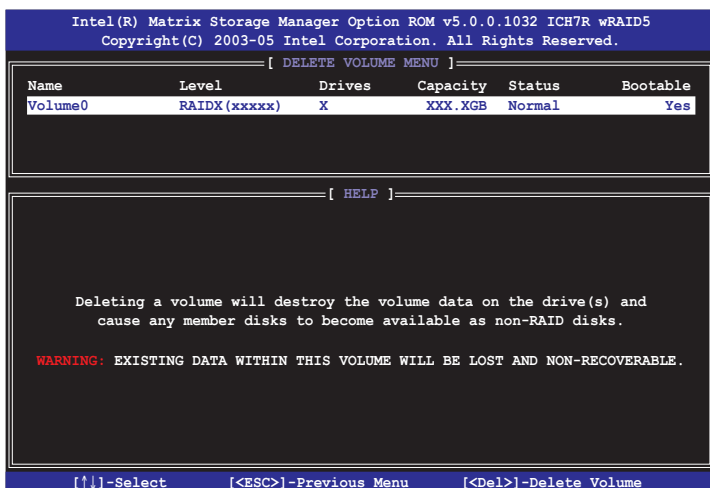 Intel(R) Matrix Storage Manager Option ROM v5.0.0.1032 ICH7R wRAID5
Copyright(C) 2003-05 Intel Corporation. All Rights Reserved.
[ DELETE VOLUME MENU ]
Name Level Drives Capacity Status Bootable
Volume0 RAIDX(xxxxx) X XXX.XGB Normal Yes
[ HELP ]
Deleting a volume will destroy the volume data on the drive(s) and
cause any member disks to become available as non-RAID disks.
WARNING: EXISTING DATA WITHIN THIS VOLUME WILL BE LOST AND NON-RECOVERABLE.
[↑↓]-Select [<ESC>]-Previous Menu [<Del>]-Delete Volume